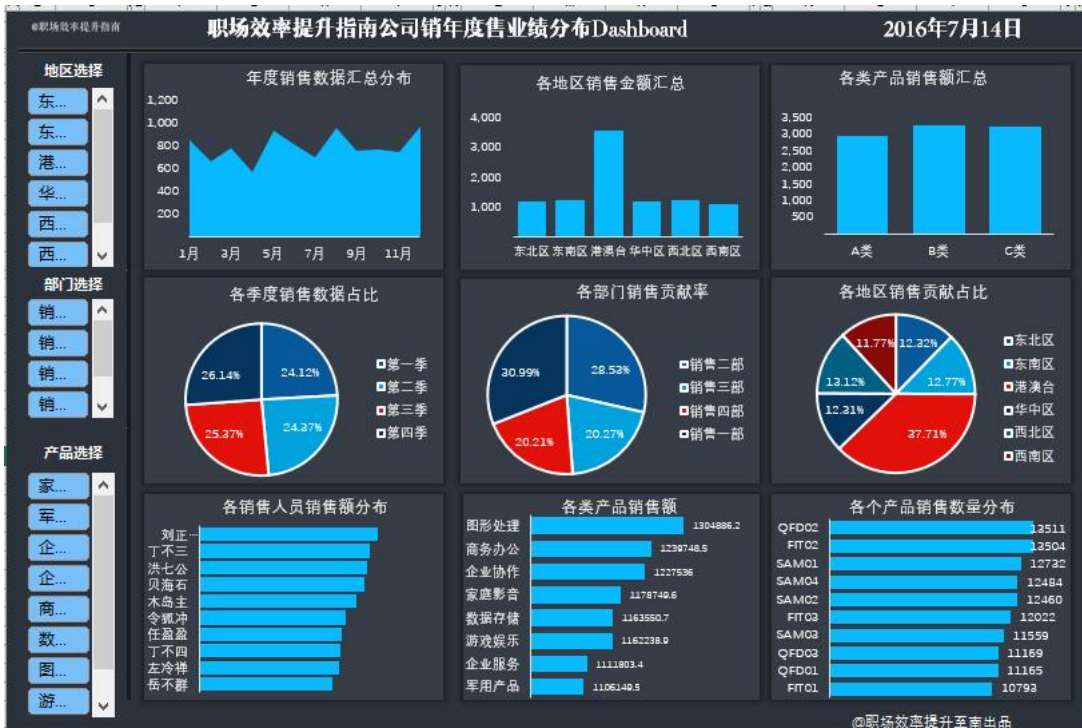 @职场效率提升指南
职场效率提升指南公司销年度售业绩分布Dashboard
2016年7月14日
地区选择
东...
东...
港...
华...
西...
西...
部门选择
销...
销...
销...
销...
产品选择
家...
军...
企...
企...
商...
数...
图...
游...
年度销售数据汇总分布
1,200
1,000
800
600
400
200
1月 3月 5月 7月 9月 11月
各地区销售金额汇总
4,000
3,000
2,000
1,000
东北区 东南区 港澳台 华中区 西北区 西南区
各类产品销售额汇总
3,500
3,000
2,500
2,000
1,500
1,000
500
A类 B类 C类
各季度销售数据占比
26.14% 24.12%
25.37% 24.37%
第一季
第二季
第三季
第四季
各部门销售贡献率
30.99% 28.53%
20.21% 20.27%
销售二部
销售三部
销售四部
销售一部
各地区销售贡献占比
11.77% 12.32%
13.12% 12.77%
12.31%
37.71%
东北区
东南区
港澳台
华中区
西北区
西南区
各销售人员销售额分布
刘正...
丁不三
洪七公
贝海石
木岛主
令狐冲
任盈盈
丁不四
左冷禅
岳不群
各类产品销售额
图形处理 1304886.2
商务办公 1239748.5
企业协作 1227536
家庭影音 1178749.6
数据存储 1163550.7
游戏娱乐 1162238.9
企业服务 1111803.4
军用产品 1106149.5
各个产品销售数量分布
QFD02 13511
FIT02 13504
SAM01 12732
SAM04 12484
SAM02 12460
FIT03 12022
SAM03 11559
QFD03 11169
QFD01 11165
FIT01 10793
@职场效率提升至南出品